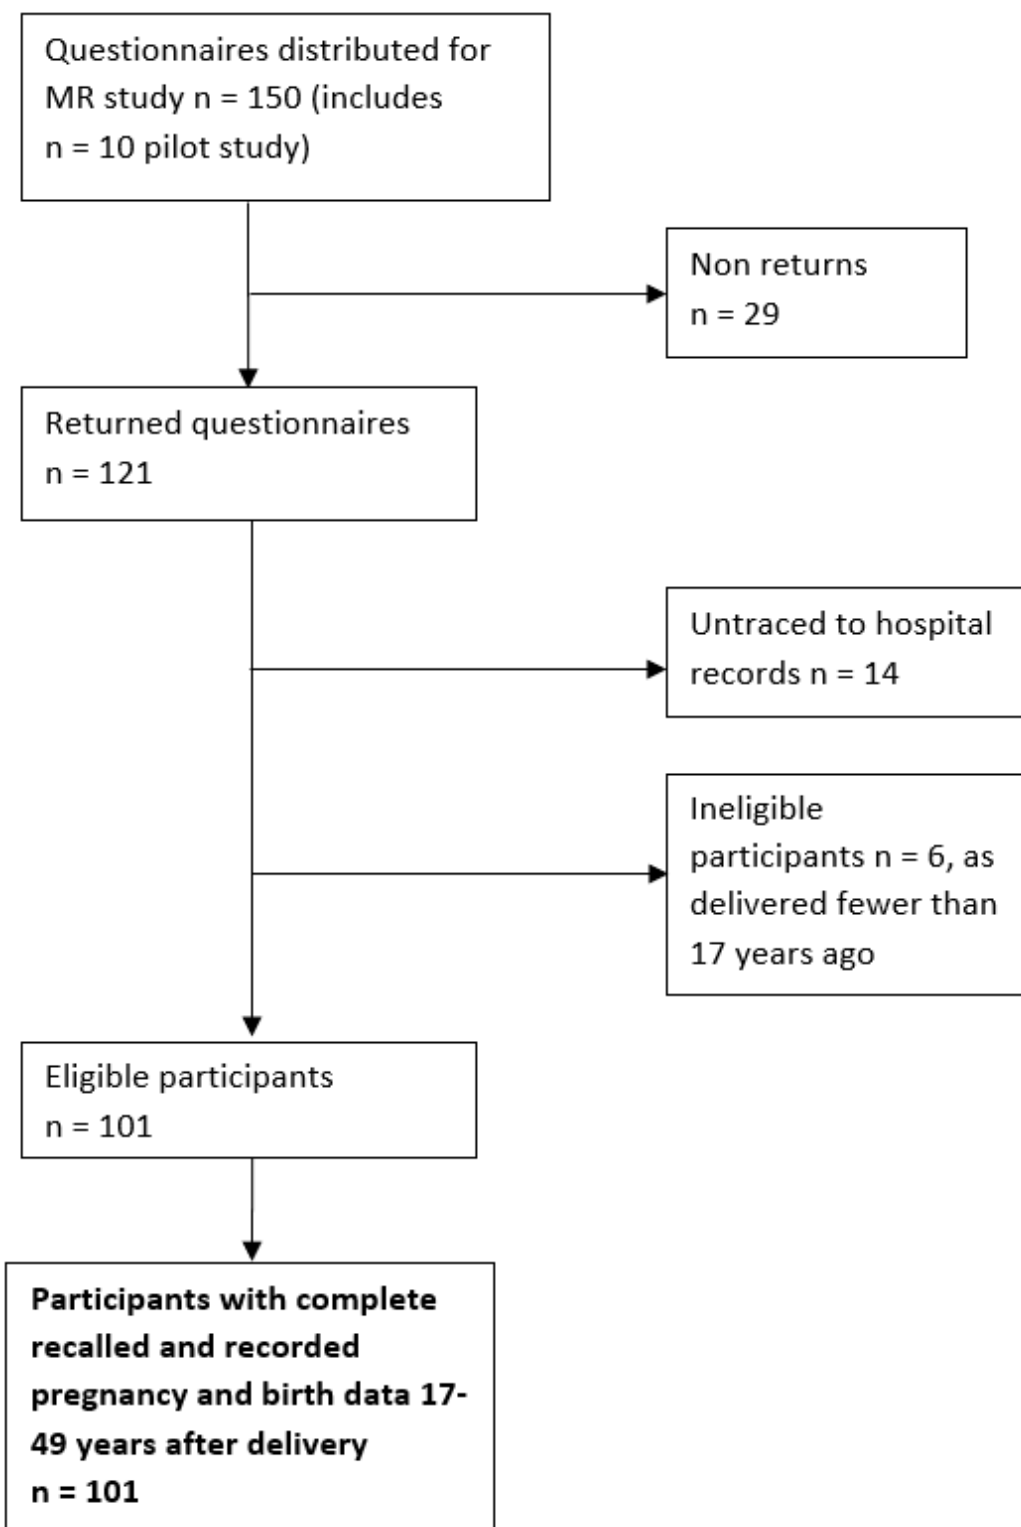 Questionnaires distributed for
MR study n = 150 (includes
n = 10 pilot study)
Non returns
n = 29
Returned questionnaires
n = 121
Untraced to hospital
records n = 14
Ineligible
participants n = 6, as
delivered fewer than
17 years ago
Eligible participants
n = 101
Participants with complete
recalled and recorded
pregnancy and birth data 17-
49 years after delivery
n = 101